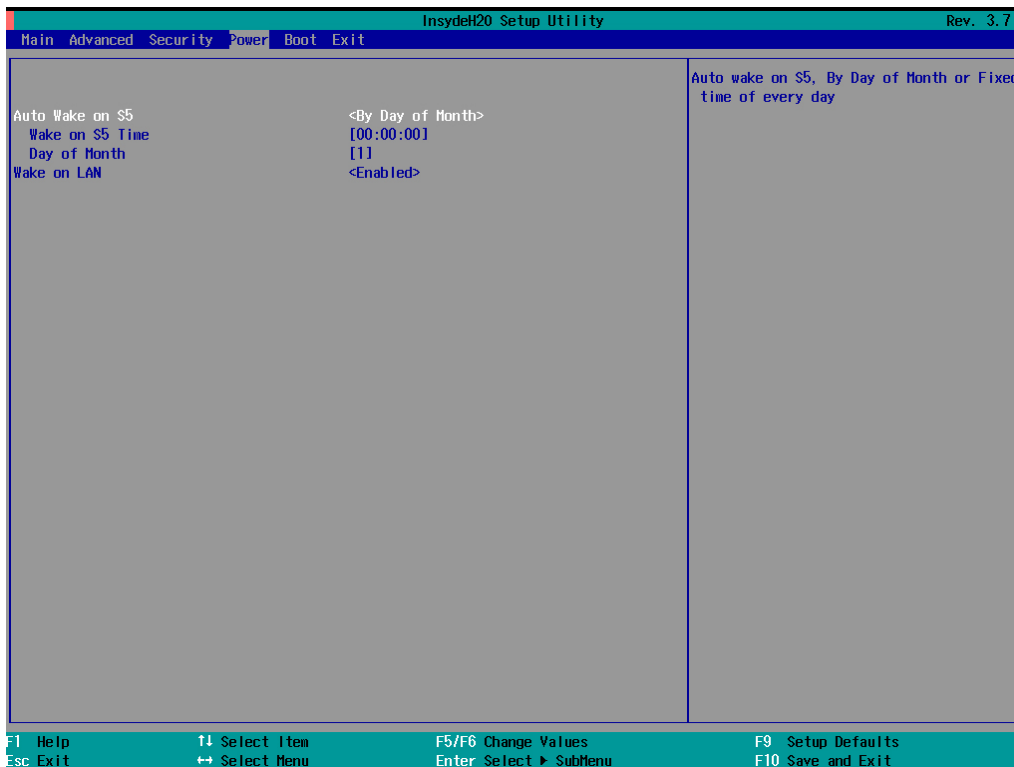 InsydeH20 Setup Utility Rev. 3.7
Main Advanced Security Power Boot Exit
Auto Wake on S5 <By Day of Month>
Wake on S5 Time [00:00:00]
Day of Month [1]
Wake on LAN <Enabled>
Auto wake on S5, By Day of Month or Fixed
time of every day
F1 Help ↑↓ Select Item F5/F6 Change Values F9 Setup Defaults
Esc Exit ↔ Select Menu Enter Select ▶ SubMenu F10 Save and Exit